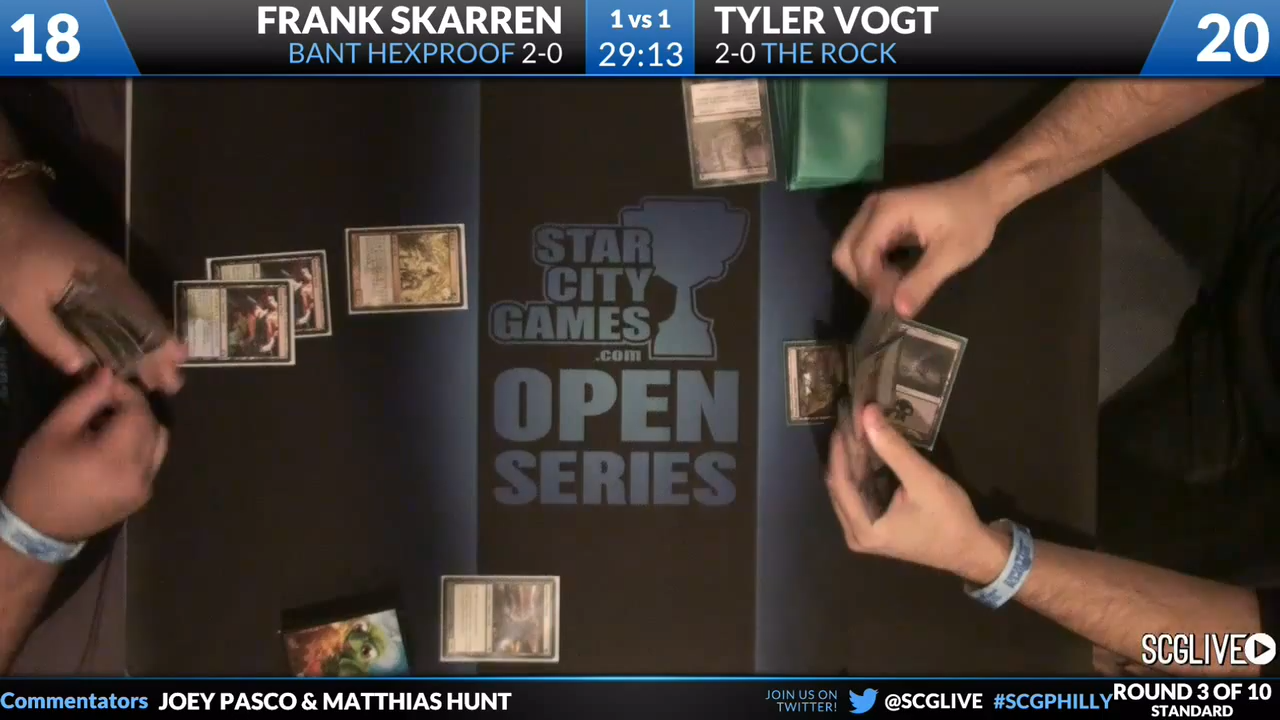 18
FRANK SKARREN
BANT HEXPROOF 2-0
1 vs 1
29:13
TYLER VOGT
2-0 THE ROCK
20
STAR
CITY
GAMES
.com
OPEN
SERIES
SCGLIVE
Commentators JOEY PASCO & MATTHIAS HUNT
JOIN US ON
TWITTER!
@SCGLIVE #SCGPHILLY
ROUND 3 OF 10
STANDARD